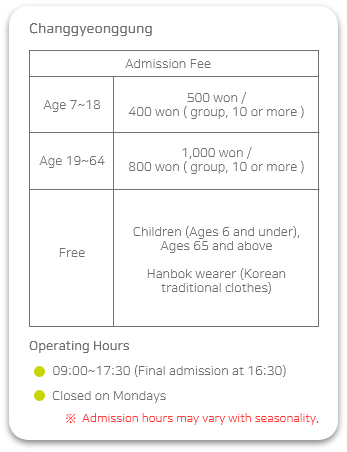 Changgyeonggung
Admission Fee
Age 7~18
500 won /
400 won ( group, 10 or more )
Age 19~64
1,000 won /
800 won ( group, 10 or more )
Free
Children (Ages 6 and under),
Ages 65 and above
Hanbok wearer (Korean
traditional clothes)
Operating Hours
09:00~17:30 (Final admission at 16:30)
Closed on Mondays
※ Admission hours may vary with seasonality.